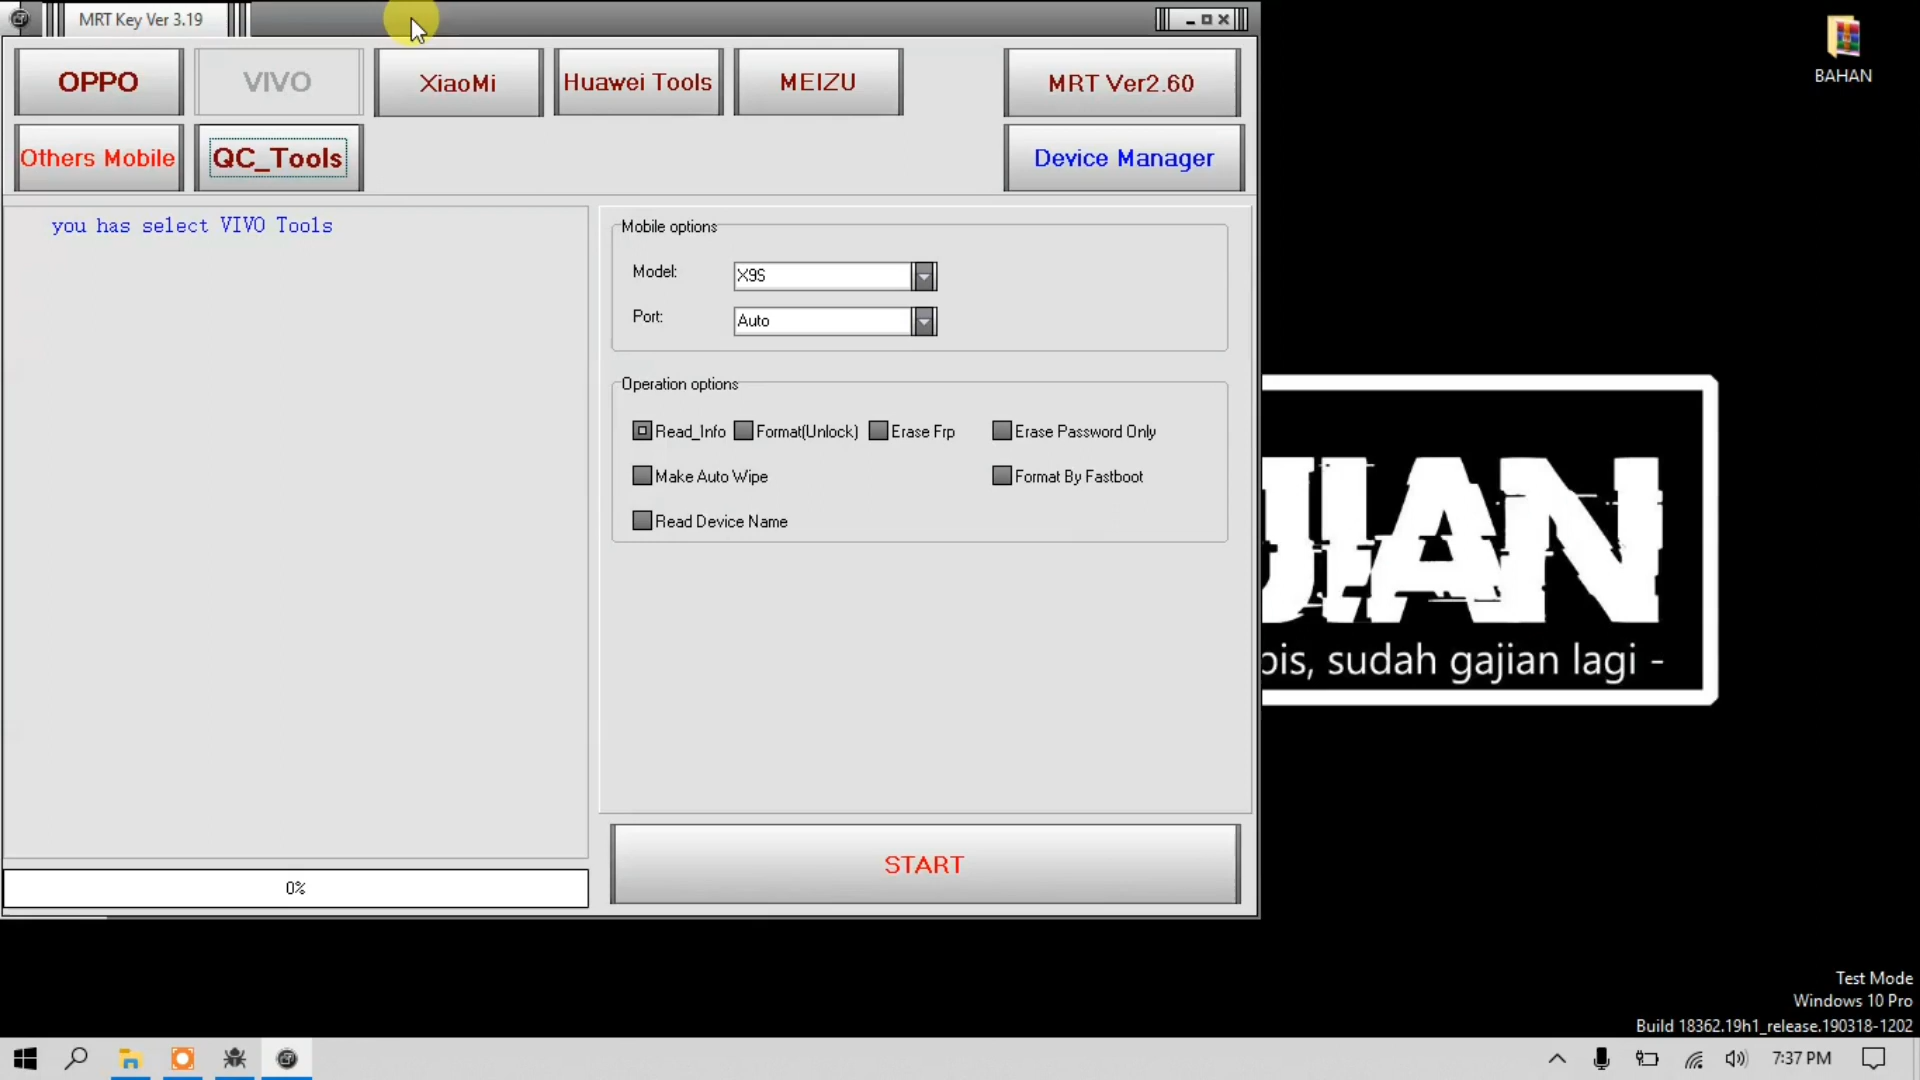 MRT Key Ver 3.19
BAHAN
OPPO
VIVO
XiaoMi
Huawei Tools
MEIZU
MRT Ver2.60
Others Mobile
QC_Tools
Device Manager
you has select VIVO Tools
Mobile options
Model:
X9S
Port:
Auto
Operation options
Read_Info
Format(Unlock)
Erase Frp
Erase Password Only
Make Auto Wipe
Format By Fastboot
Read Device Name
JIAN
bis, sudah gajian lagi -
START
0%
Test Mode
Windows 10 Pro
Build 18362.19h1_release.190318-1202
7:37 PM